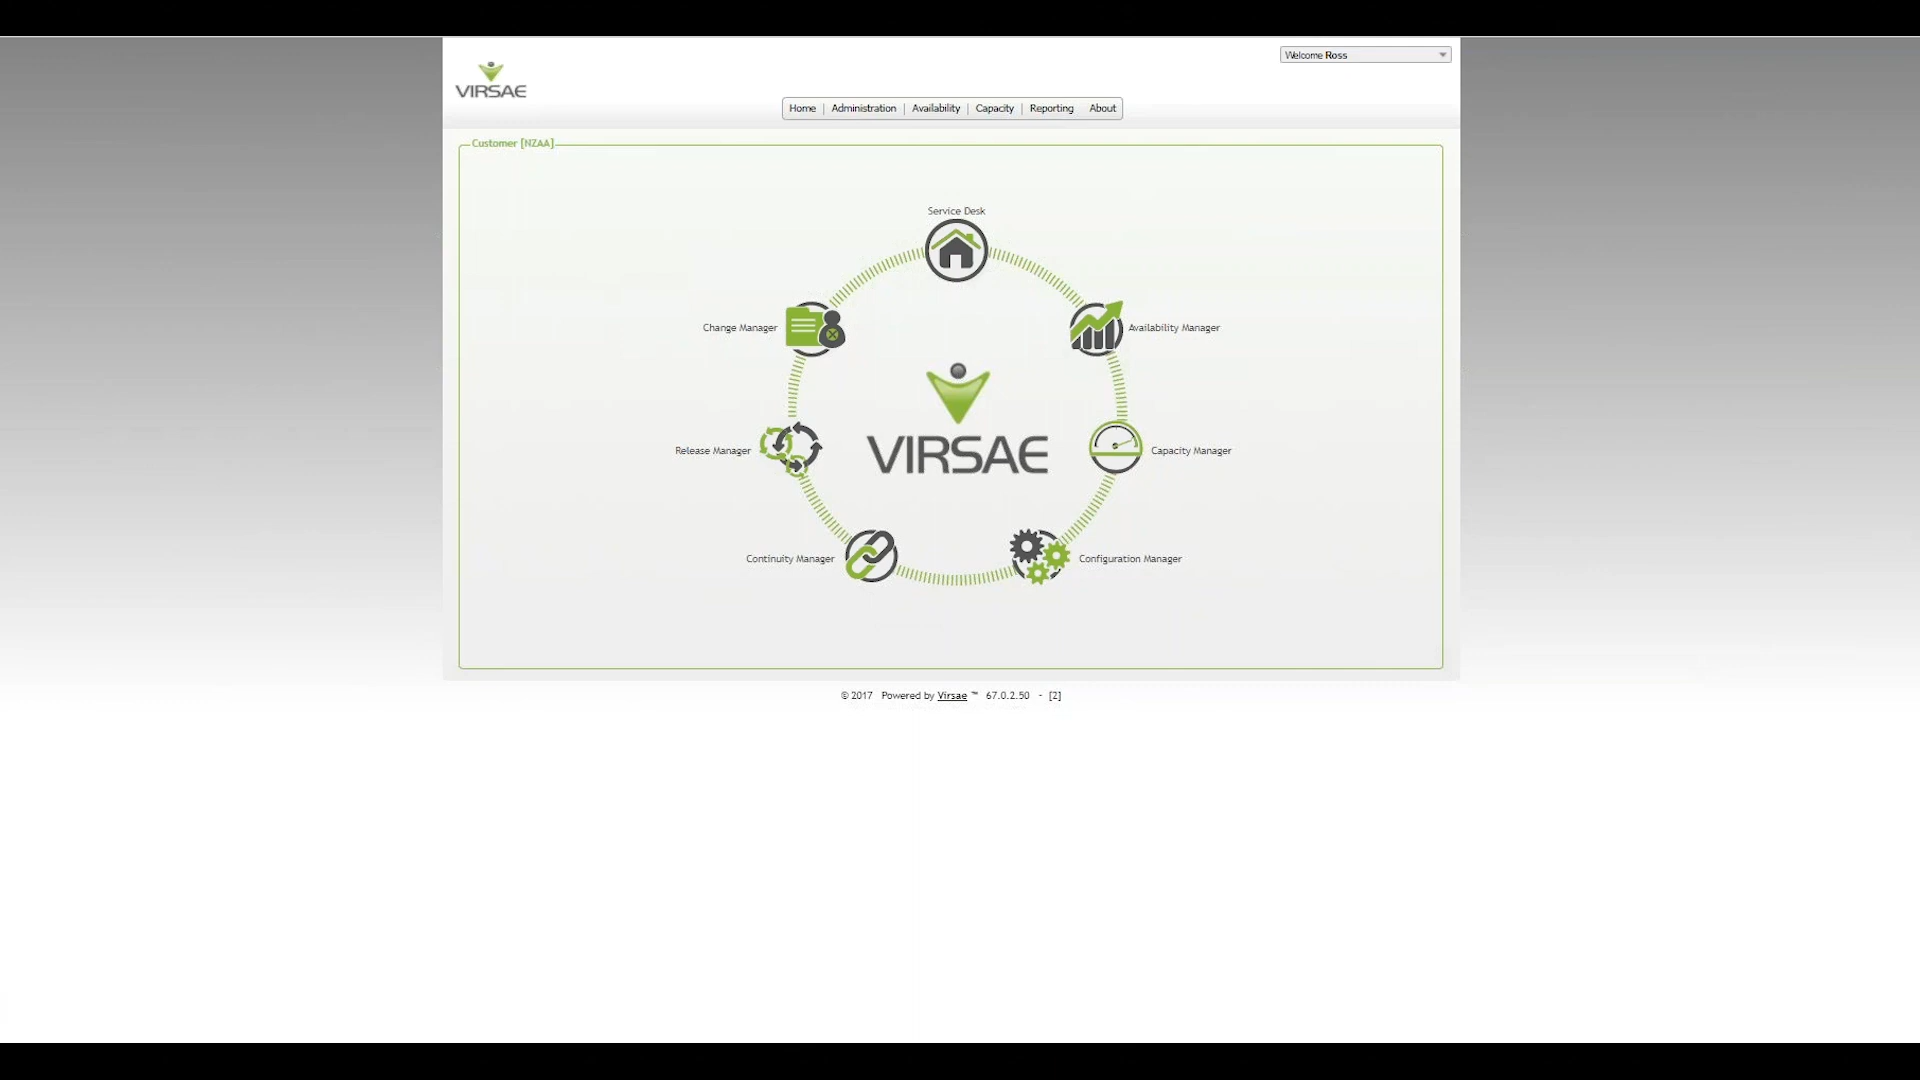 Welcome Ross
VIRSAE
Home Administration Availability Capacity Reporting About
Customer [NZAA]
Service Desk
Change Manager
Availability Manager
VIRSAE
Release Manager
Capacity Manager
Continuity Manager
Configuration Manager
© 2017 Powered by Virsae ™ 67.0.2.50 - [2]